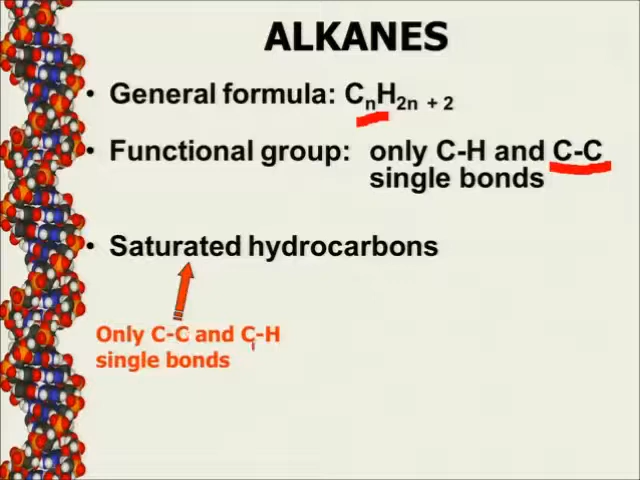 ALKANES
• General formula: CnH2n + 2
• Functional group: only C-H and C-C
single bonds
• Saturated hydrocarbons
Only C-C and C-H
single bonds